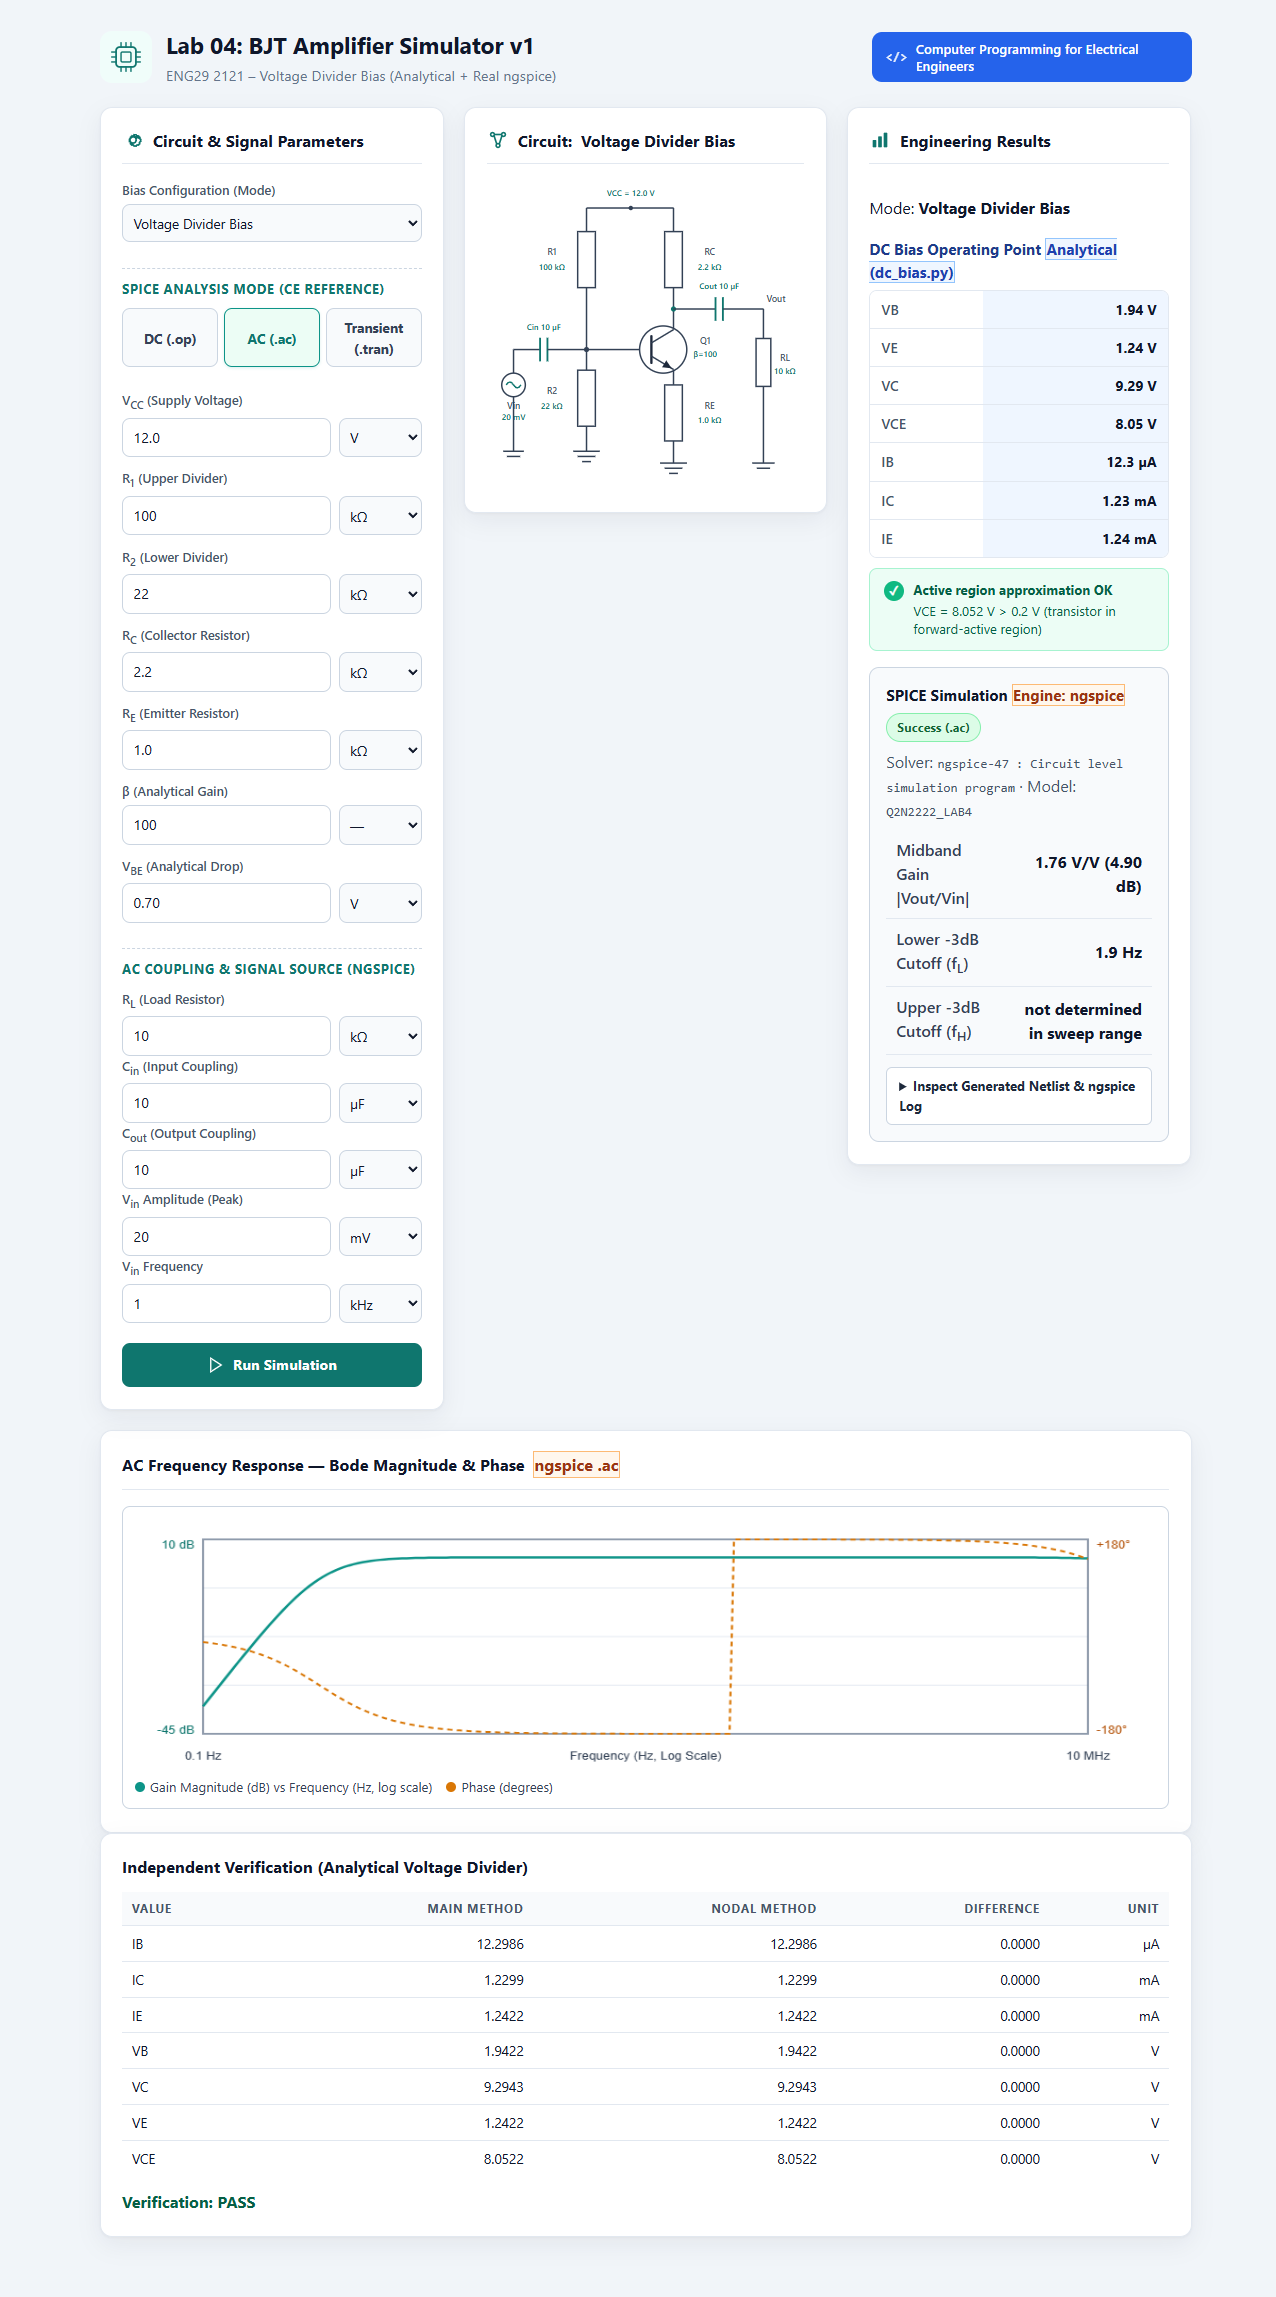 Lab 04: BJT Amplifier Simulator v1
ENG29 2121 – Voltage Divider Bias (Analytical + Real ngspice)
</> Computer Programming for Electrical
Engineers
Circuit & Signal Parameters
Bias Configuration (Mode)
Voltage Divider Bias
SPICE ANALYSIS MODE (CE REFERENCE)
DC (.op)
AC (.ac)
Transient
(.tran)
VCC (Supply Voltage)
12.0 V
R1 (Upper Divider)
100 kΩ
R2 (Lower Divider)
22 kΩ
RC (Collector Resistor)
2.2 kΩ
RE (Emitter Resistor)
1.0 kΩ
β (Analytical Gain)
100 —
VBE (Analytical Drop)
0.70 V
AC COUPLING & SIGNAL SOURCE (NGSPICE)
RL (Load Resistor)
10 kΩ
Cin (Input Coupling)
10 µF
Cout (Output Coupling)
10 µF
Vin Amplitude (Peak)
20 mV
Vin Frequency
1 kHz
Run Simulation
Circuit: Voltage Divider Bias
VCC = 12.0 V
R1
100 kΩ
RC
2.2 kΩ
Cout 10 µF
Vout
Cin 10 µF
Q1
β=100
RL
10 kΩ
Vin
20 mV
R2
22 kΩ
RE
1.0 kΩ
Engineering Results
Mode: Voltage Divider Bias
DC Bias Operating Point Analytical
(dc_bias.py)
VB 1.94 V
VE 1.24 V
VC 9.29 V
VCE 8.05 V
IB 12.3 µA
IC 1.23 mA
IE 1.24 mA
Active region approximation OK
VCE = 8.052 V > 0.2 V (transistor in
forward-active region)
SPICE Simulation Engine: ngspice
Success (.ac)
Solver: ngspice-47 : Circuit level
simulation program · Model:
Q2N2222_LAB4
Midband
Gain
|Vout/Vin|
1.76 V/V (4.90
dB)
Lower -3dB
Cutoff (fL)
1.9 Hz
Upper -3dB
Cutoff (fH)
not determined
in sweep range
▶ Inspect Generated Netlist & ngspice
Log
AC Frequency Response — Bode Magnitude & Phase ngspice .ac
10 dB
+180°
-45 dB
-180°
0.1 Hz
Frequency (Hz, Log Scale)
10 MHz
Gain Magnitude (dB) vs Frequency (Hz, log scale)
Phase (degrees)
Independent Verification (Analytical Voltage Divider)
VALUE MAIN METHOD NODAL METHOD DIFFERENCE UNIT
IB 12.2986 12.2986 0.0000 µA
IC 1.2299 1.2299 0.0000 mA
IE 1.2422 1.2422 0.0000 mA
VB 1.9422 1.9422 0.0000 V
VC 9.2943 9.2943 0.0000 V
VE 1.2422 1.2422 0.0000 V
VCE 8.0522 8.0522 0.0000 V
Verification: PASS